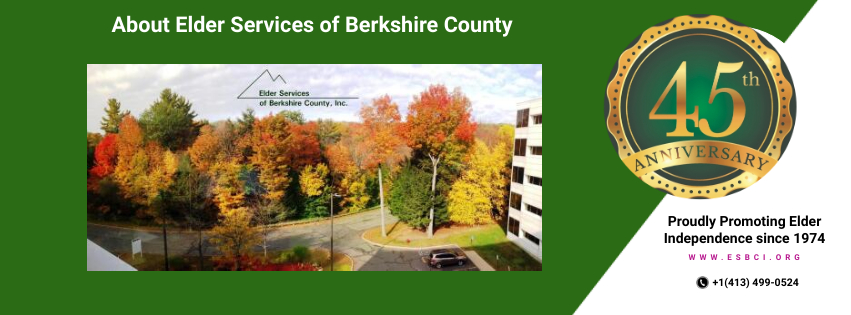 About Elder Services of Berkshire County
Elder Services
of Berkshire County, Inc.
45th
ANNIVERSARY
Proudly Promoting Elder
Independence since 1974
WWW.ESBCI.ORG
+1(413) 499-0524